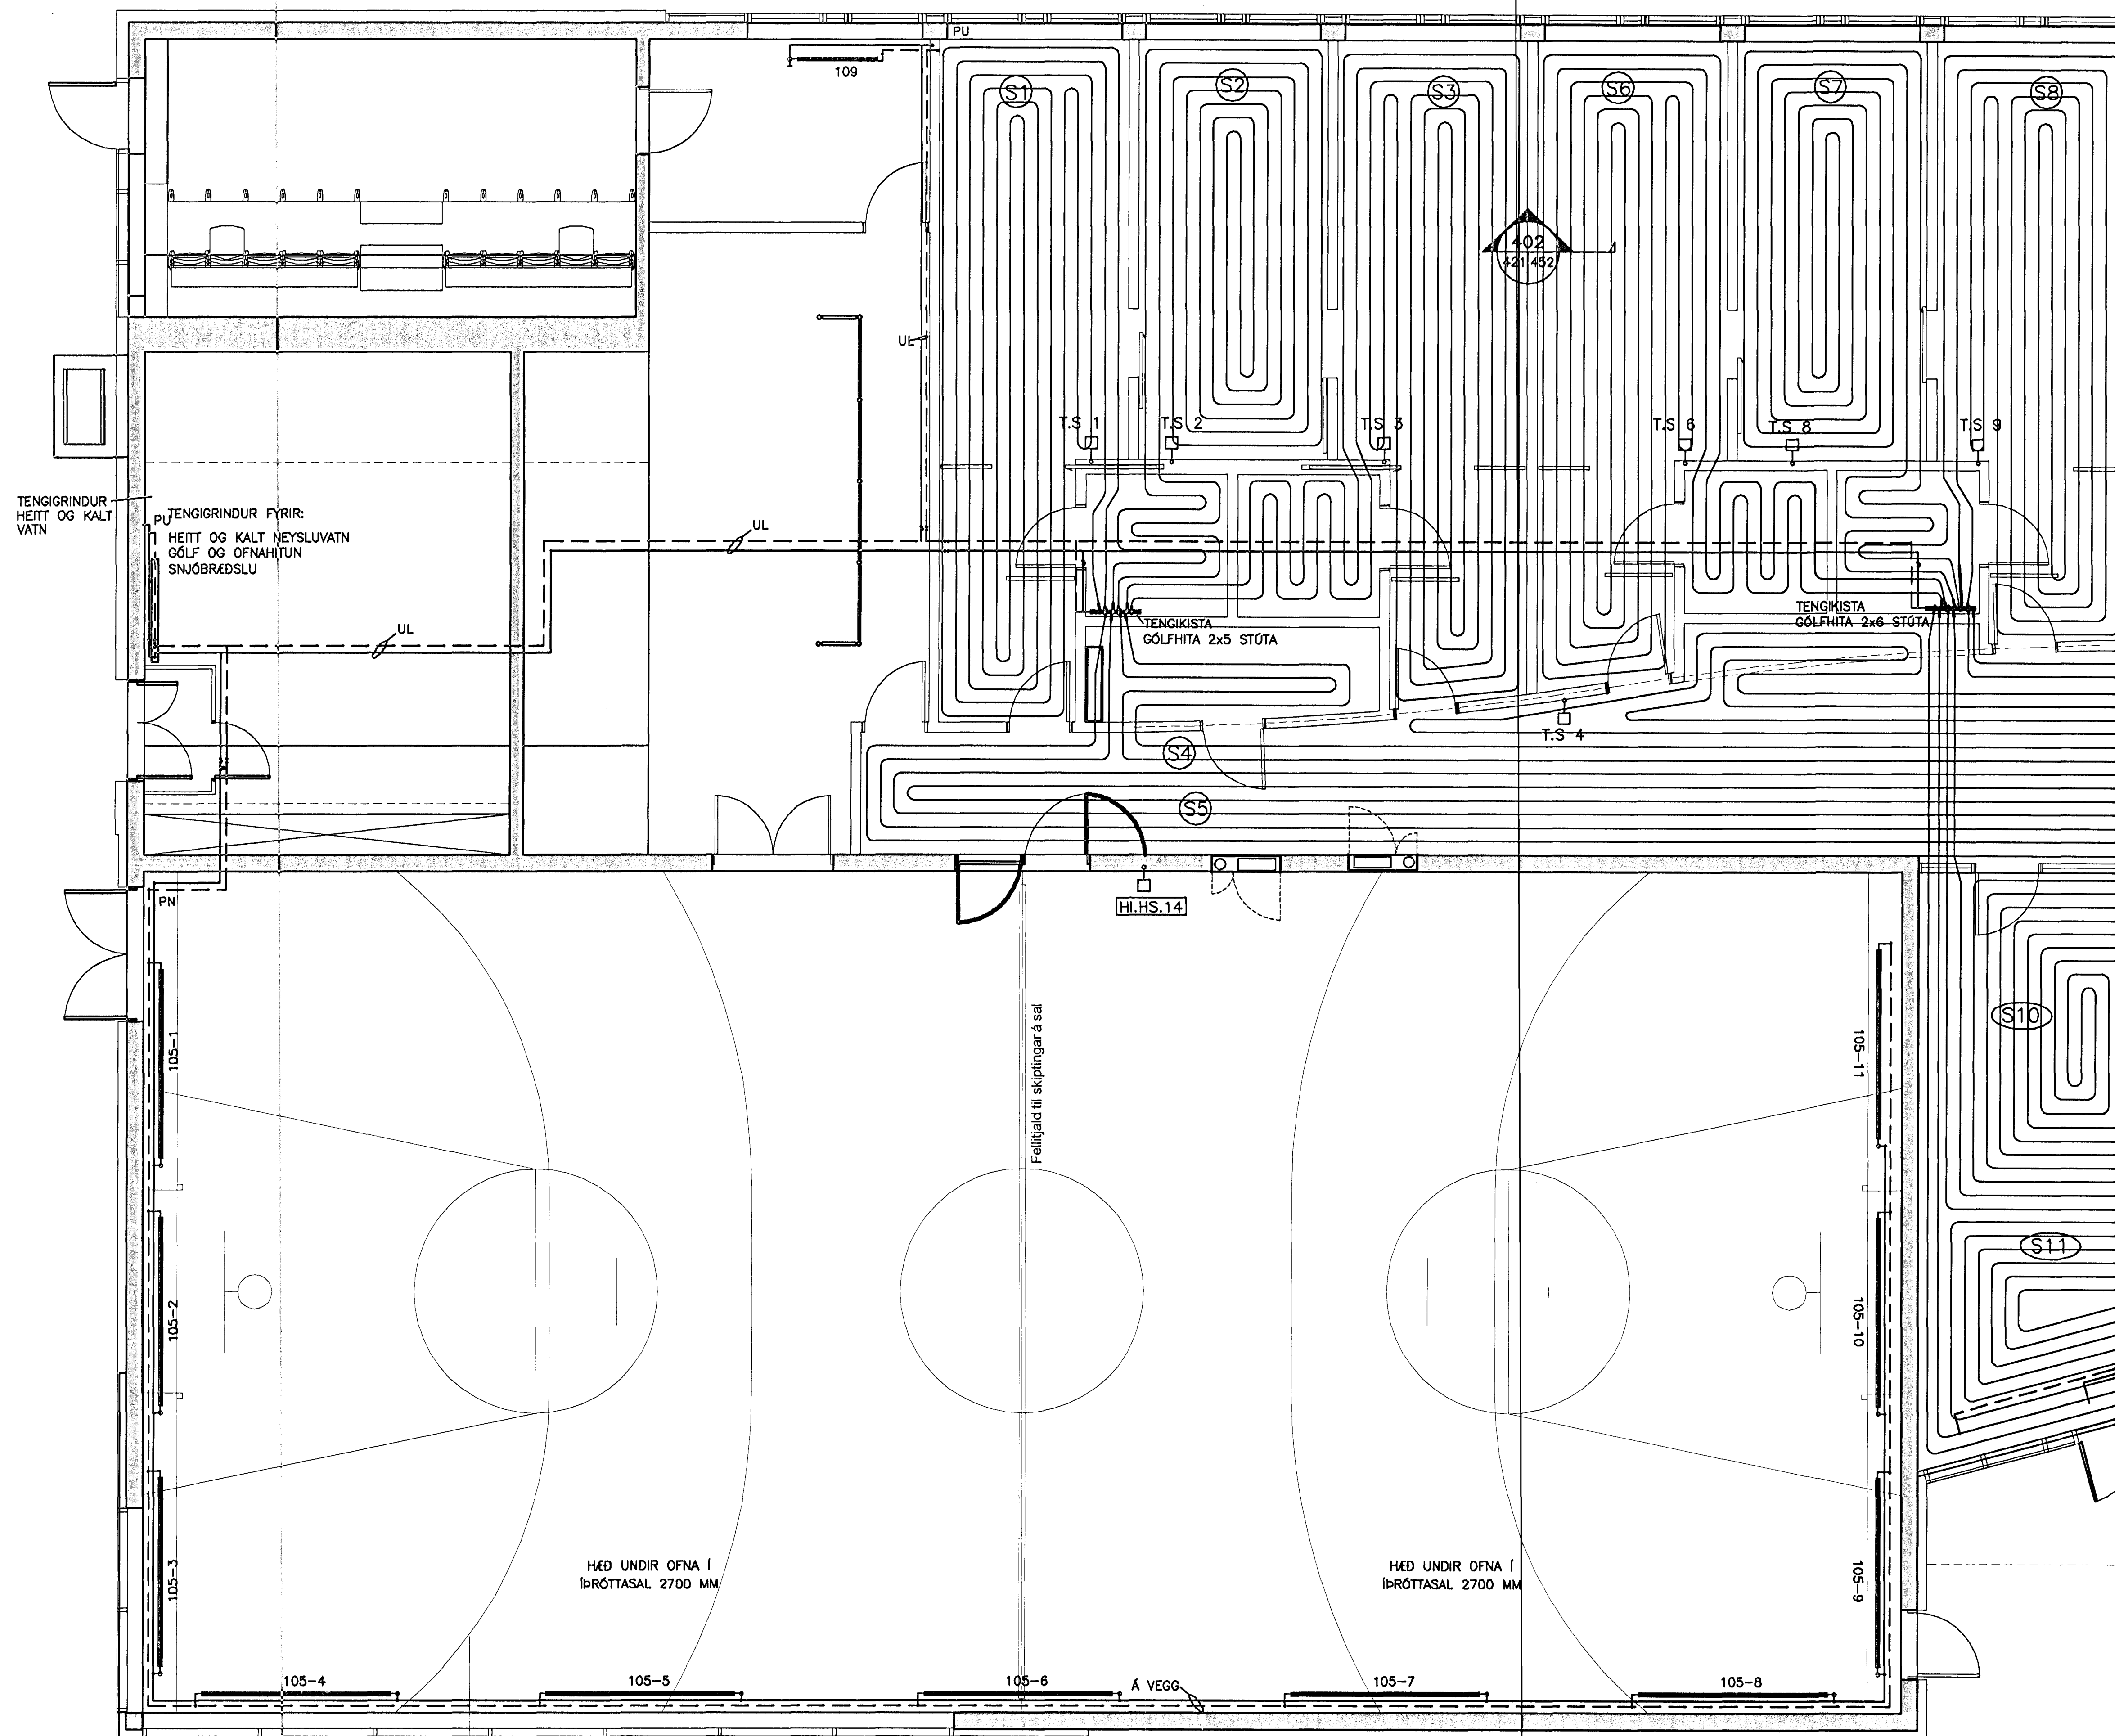 PU
109
S1
S2
S3
S6
S7
S8
402
421 452
UL
T.S 1
T.S 2
T.S 3
T.S 6
T.S 8
T.S 9
TENGIGRINDUR
HEITT OG KALT
VATN
PU
TENGIGRINDUR FYRIR:
HEITT OG KALT NEYSLUVATN
GÓLF OG OFNAHITUN
SNJÓBRÆDSLU
UL
UL
TENGIKISTA
GÓLFHITA 2x5 STÚTA
TENGIKISTA
GÓLFHITA 2x6 STÚTA
T.S 4
S4
S5
PN
HI.HS.14
S10
S11
Fellitjald til skiptingar á sal
105-1
105-2
105-3
105-11
105-10
105-9
HÆÐ UNDIR OFNA Í
ÍÞRÓTTASAL 2700 MM
HÆÐ UNDIR OFNA Í
ÍÞRÓTTASAL 2700 MM
105-4
105-5
105-6
Á VEGG
105-7
105-8